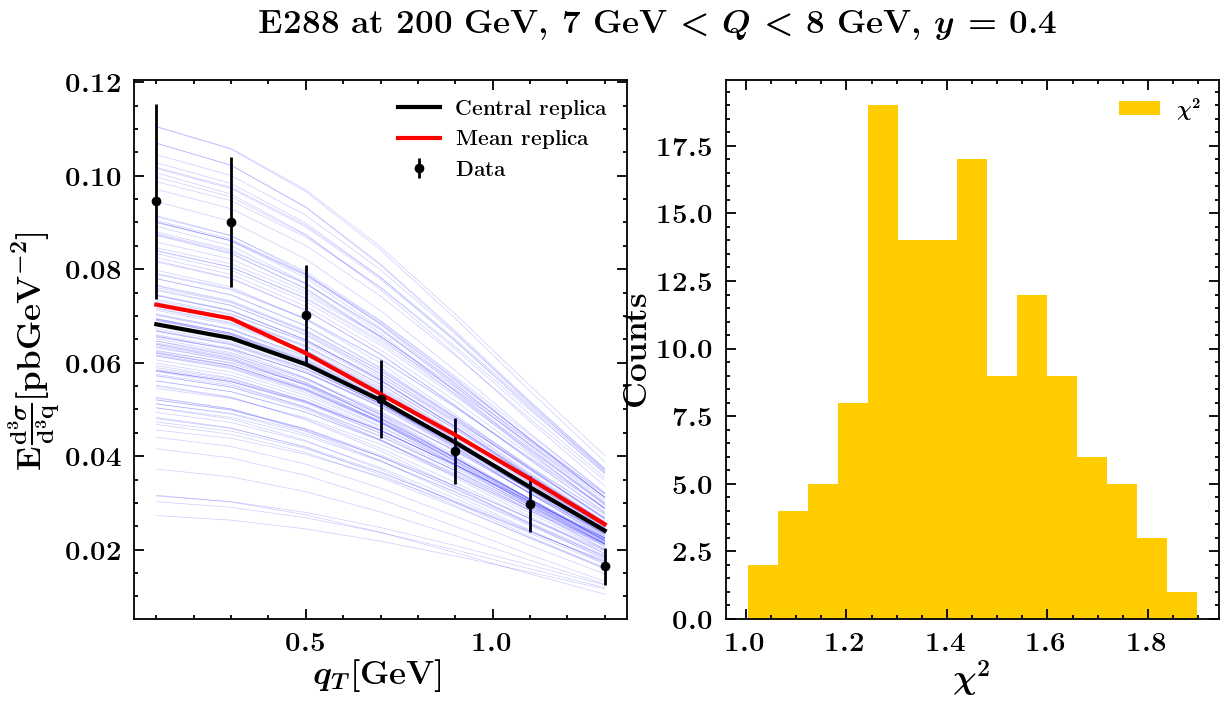 E288 at 200 GeV, 7 GeV < Q < 8 GeV, y = 0.4
E d³σ/d³q [pbGeV⁻²]
0.12
0.10
0.08
0.06
0.04
0.02
Central replica
Mean replica
Data
0.5 1.0
q_T[GeV]
Counts
17.5
15.0
12.5
10.0
7.5
5.0
2.5
0.0
χ²
1.0 1.2 1.4 1.6 1.8
χ²